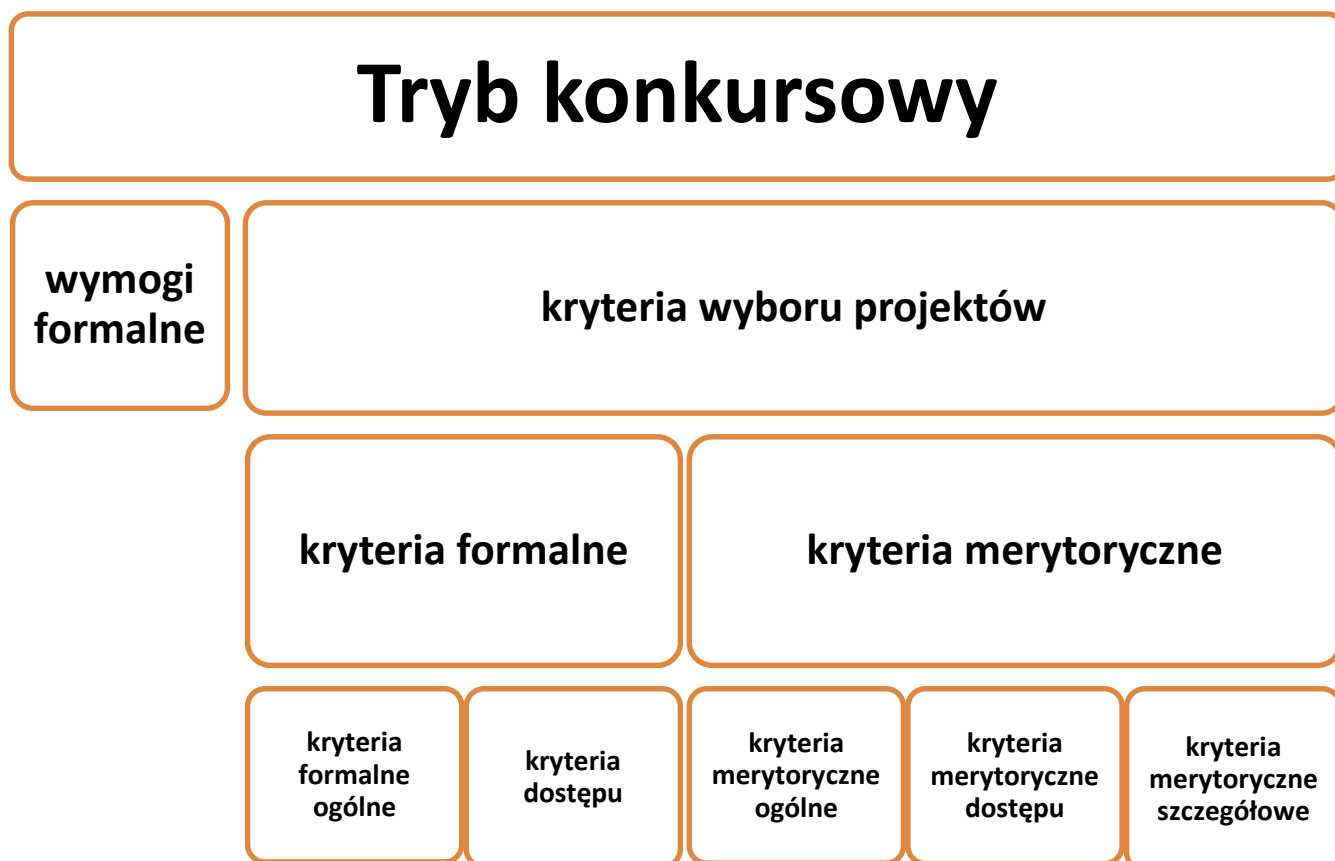 Tryb konkursowy
wymogi
formalne
kryteria wyboru projektów
kryteria formalne
kryteria merytoryczne
kryteria
formalne
ogólne
kryteria
dostępu
kryteria
merytoryczne
ogólne
kryteria
merytoryczne
dostępu
kryteria
merytoryczne
szczegółowe